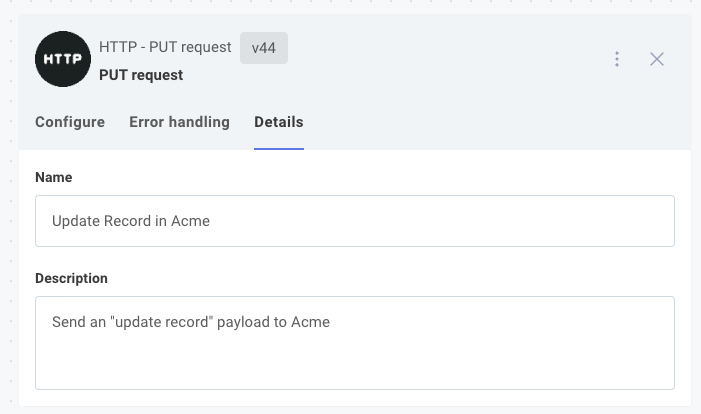 HTTP
HTTP - PUT request v44
PUT request
Configure Error handling Details
Name
Update Record in Acme
Description
Send an "update record" payload to Acme